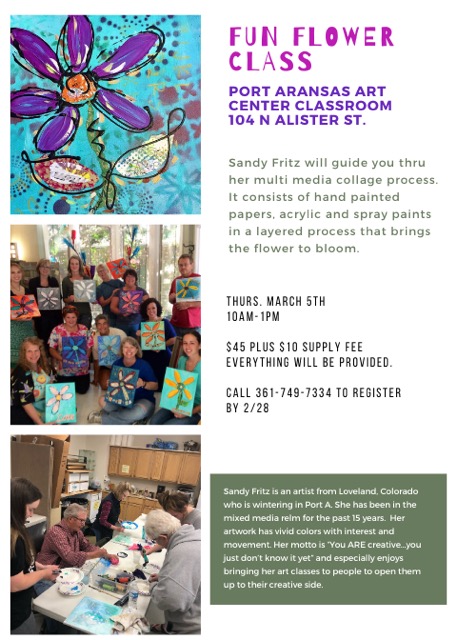 FUN FLOWER
CLASS
PORT ARANSAS ART
CENTER CLASSROOM
104 N ALISTER ST.
Sandy Fritz will guide you thru
her multi media collage process.
It consists of hand painted
papers, acrylic and spray paints
in a layered process that brings
the flower to bloom.
THURS. MARCH 5TH
10AM-1PM
$45 PLUS $10 SUPPLY FEE
EVERYTHING WILL BE PROVIDED.
CALL 361-749-7334 TO REGISTER
BY 2/28
Sandy Fritz is an artist from Loveland, Colorado
who is wintering in Port A. She has been in the
mixed media relm for the past 15 years. Her
artwork has vivid colors with interest and
movement. Her motto is "You ARE creative...you
just don't know it yet" and especially enjoys
bringing her art classes to people to open them
up to their creative side.